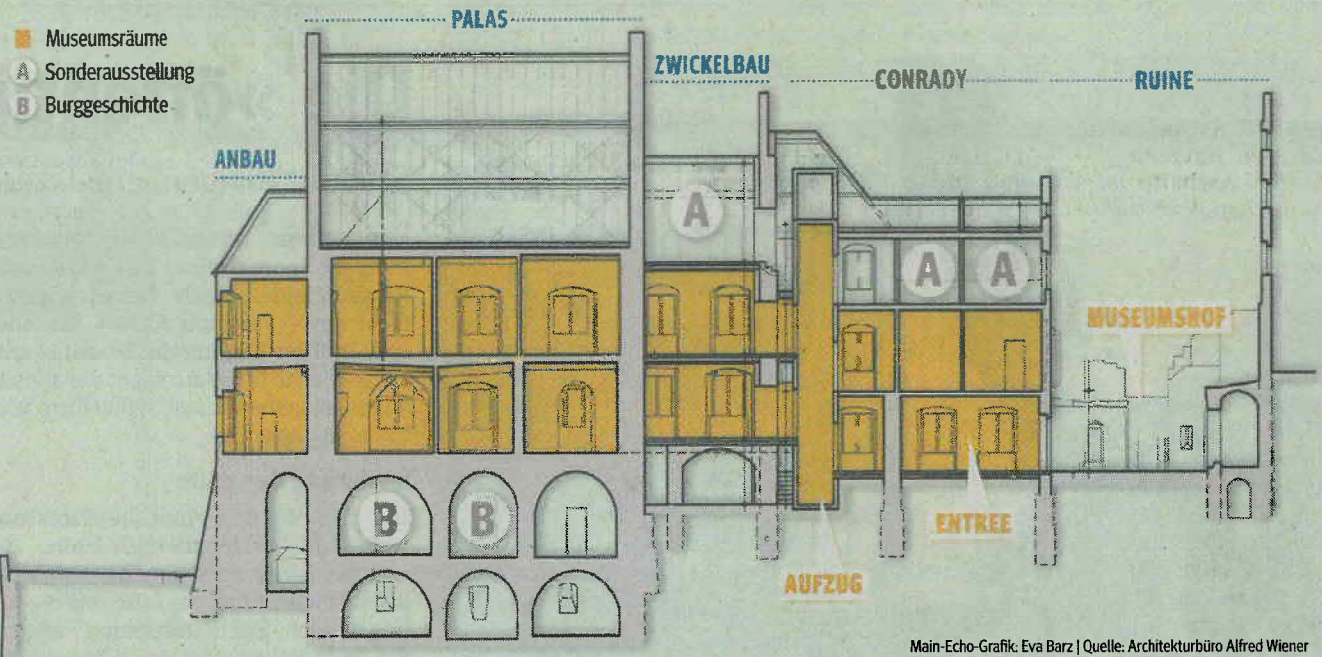 Museumsräume
A Sonderausstellung
B Burggeschichte
PALAS
ANBAU
ZWICKELBAU
CONRADY
RUINE
A
A
A
MUSEUMSHOF
B
B
ENTREE
AUFZUG
Main-Echo-Grafik: Eva Barz | Quelle: Architekturbüro Alfred Wiener